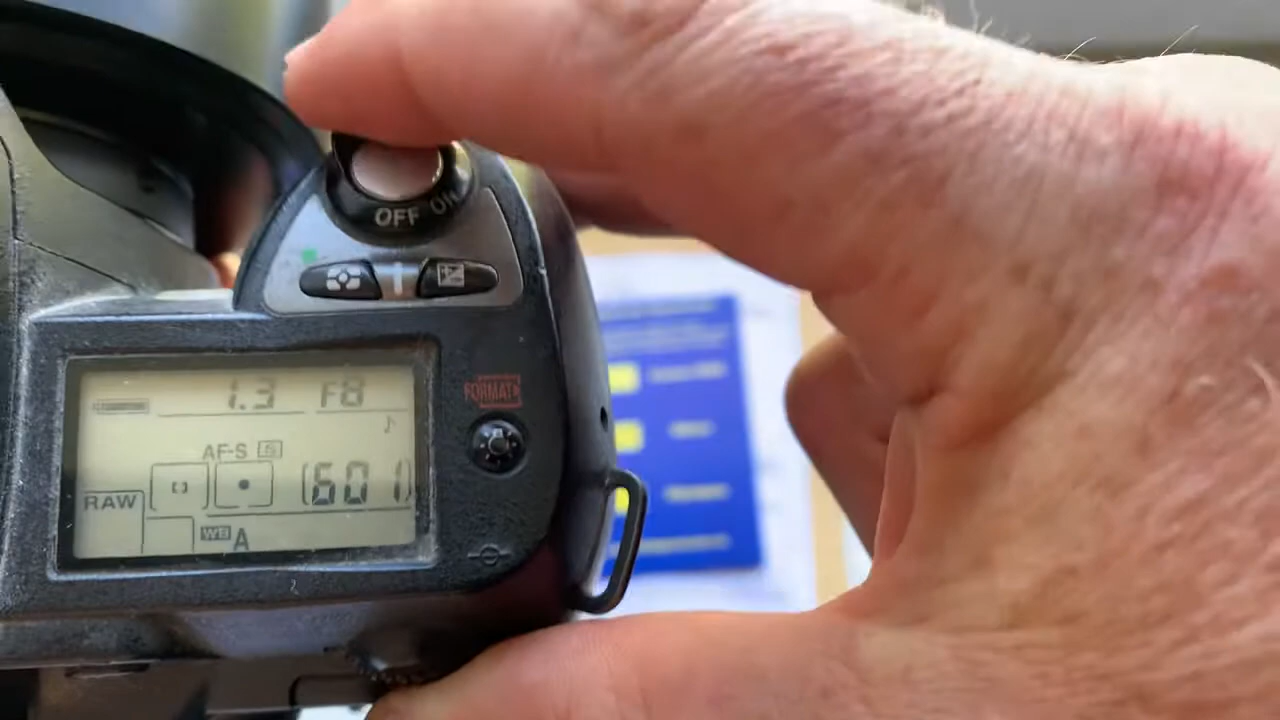 OFF ON
FORMAT
1.3 F8
AF-S S
RAW
[601]
WB A